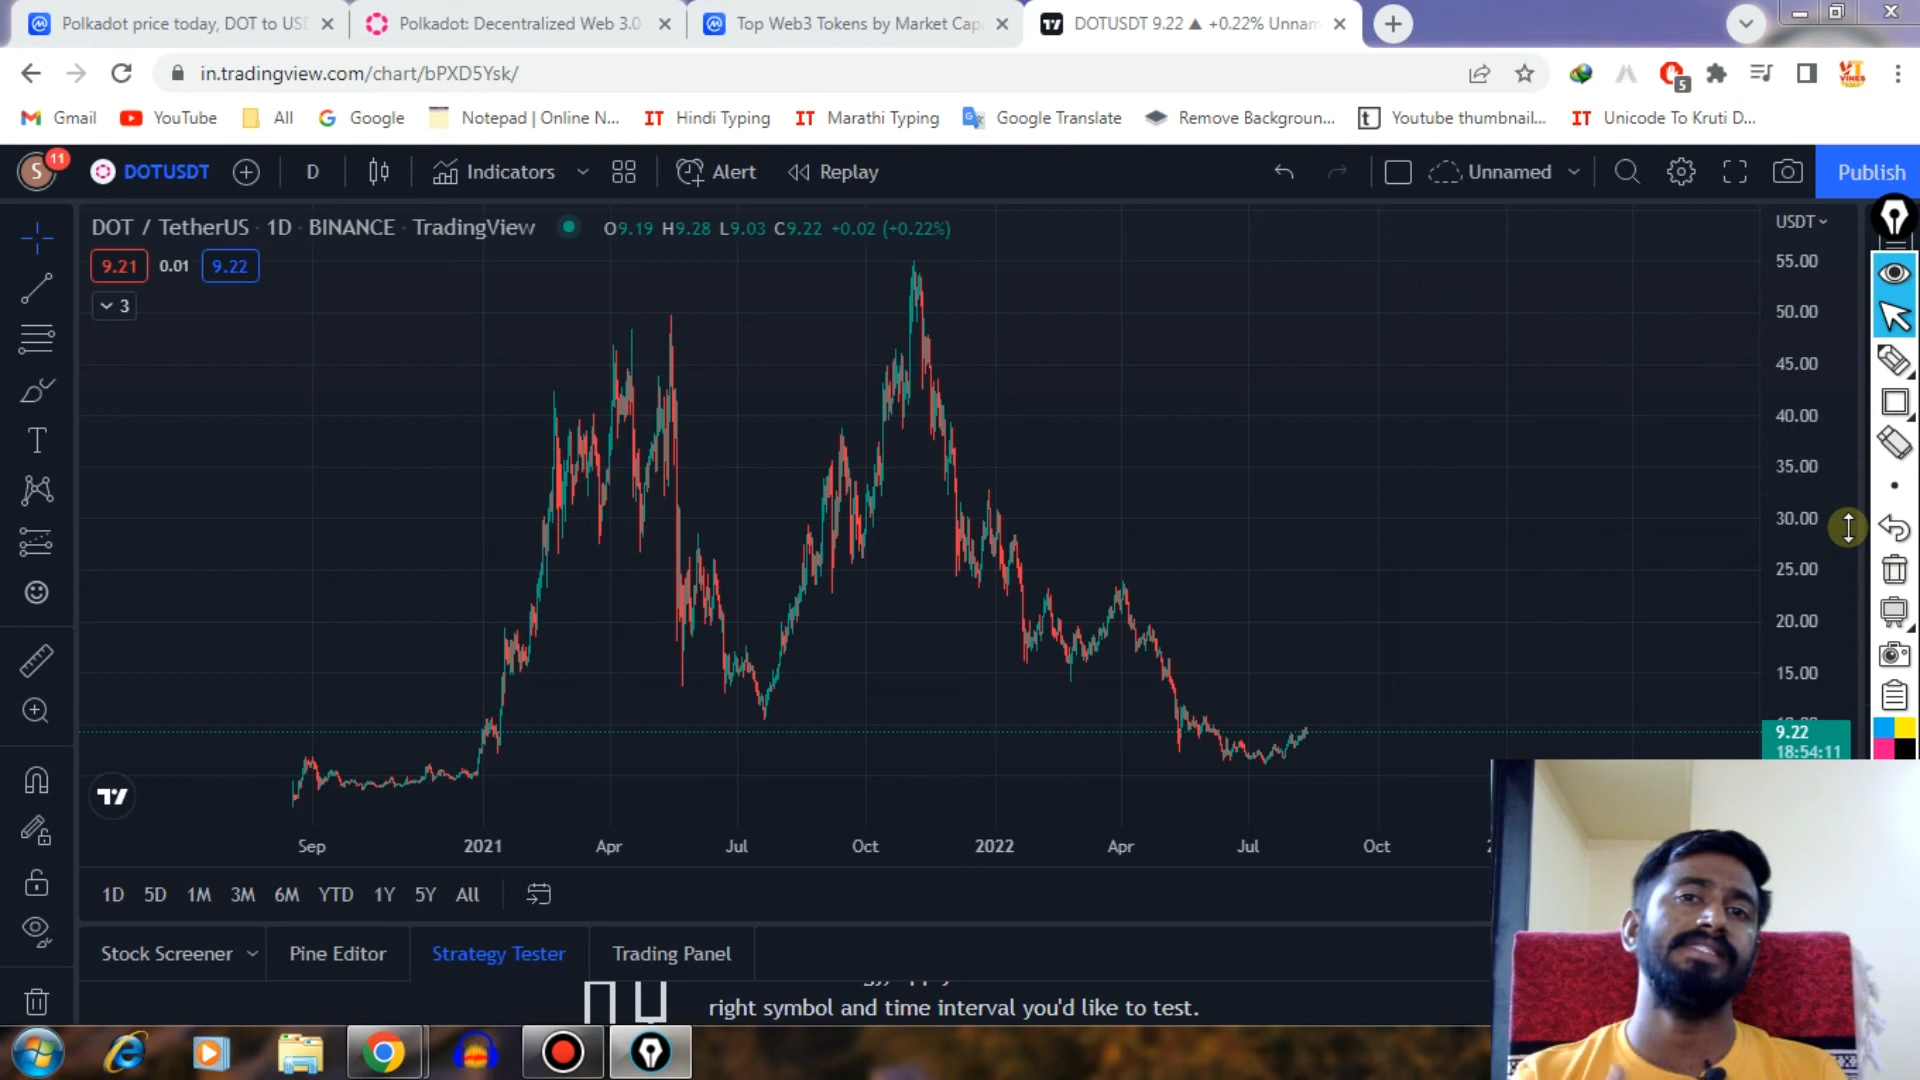 Polkadot price today, DOT to US
Polkadot: Decentralized Web 3.0
Top Web3 Tokens by Market Cap
DOTUSDT 9.22 ▲ +0.22% Unnam
in.tradingview.com/chart/bPXD5Ysk/
5
VINES
Gmail
YouTube
All
Google
Notepad | Online N...
IT Hindi Typing
IT Marathi Typing
Google Translate
Remove Backgroun...
t Youtube thumbnail...
IT Unicode To Kruti D...
S 11
DOTUSDT
D
Indicators
Alert
Replay
Unnamed
Publish
DOT / TetherUS · 1D · BINANCE · TradingView
O9.19 H9.28 L9.03 C9.22 +0.02 (+0.22%)
USDT
9.21 0.01 9.22
3
55.00
50.00
45.00
40.00
35.00
30.00
25.00
20.00
15.00
9.22
18:54:11
Sep 2021 Apr Jul Oct 2022 Apr Jul Oct
1D 5D 1M 3M 6M YTD 1Y 5Y All
Stock Screener Pine Editor Strategy Tester Trading Panel
right symbol and time interval you'd like to test.